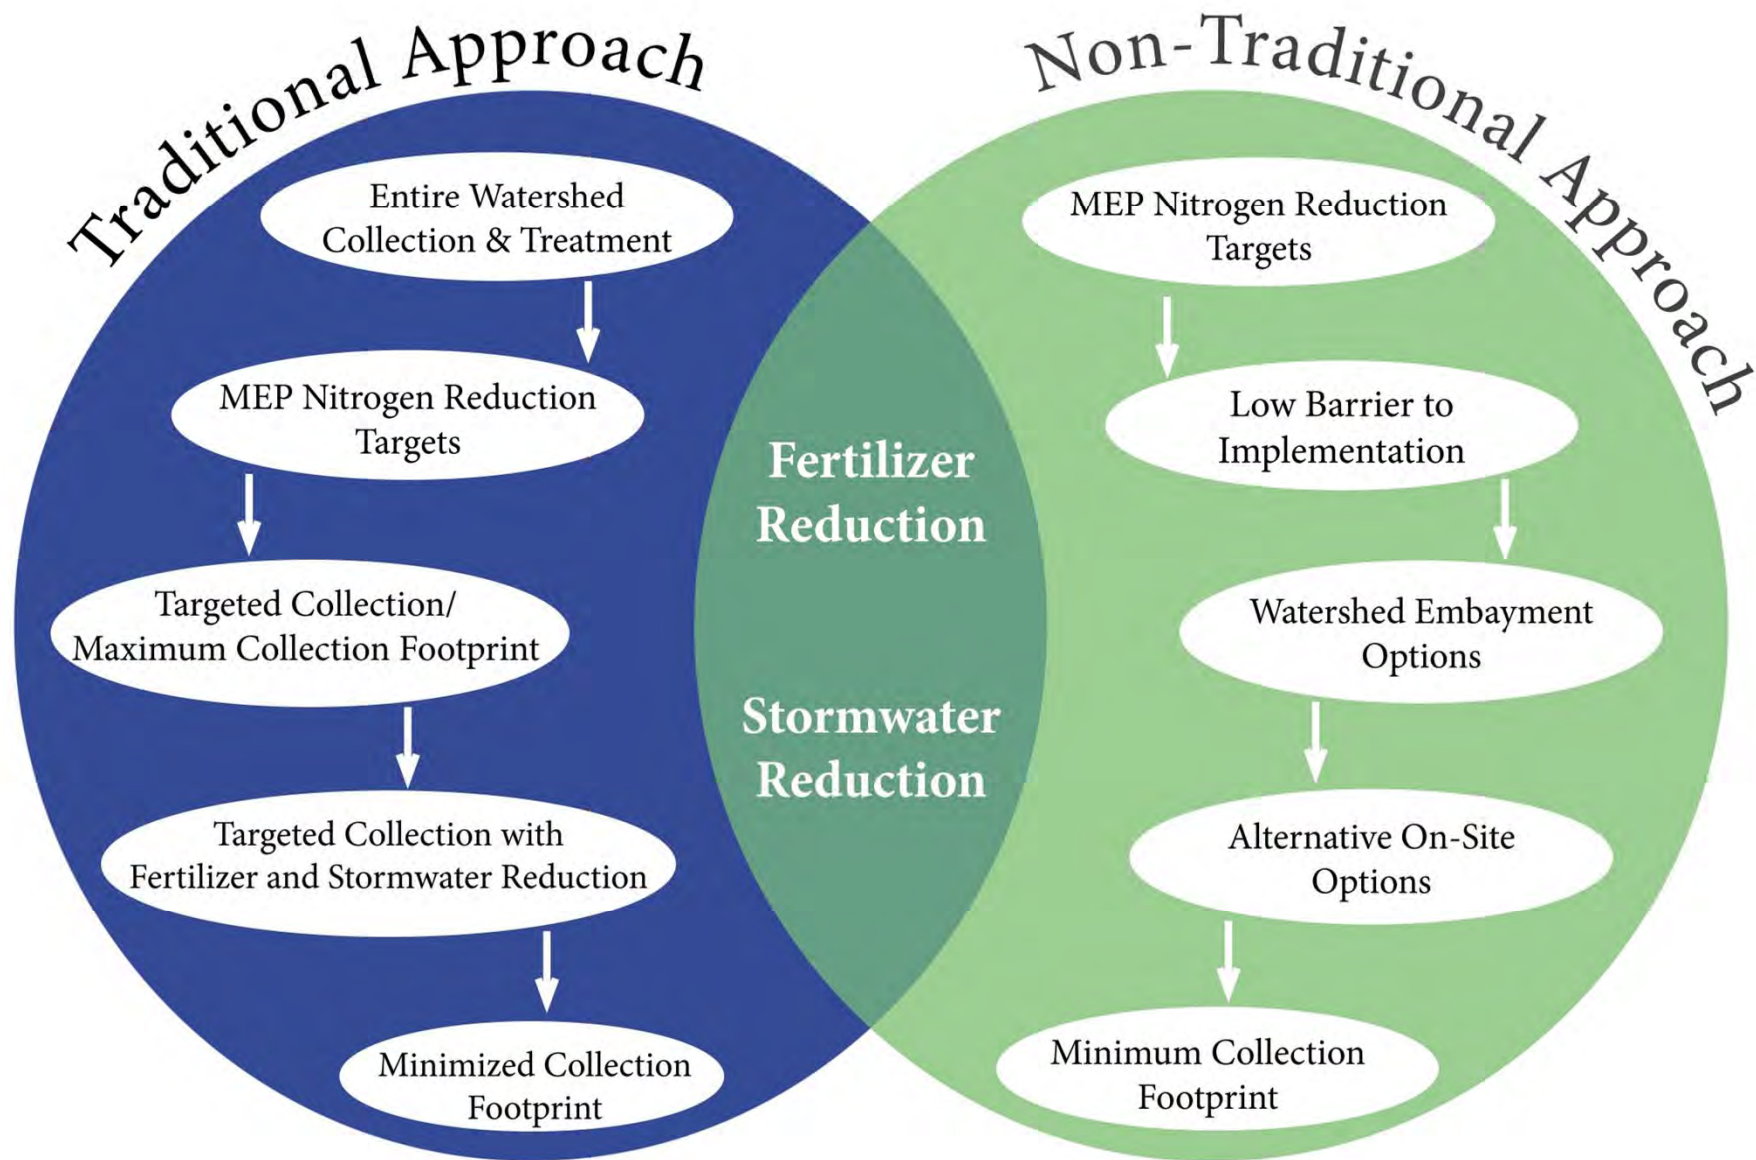 Traditional Approach
Entire Watershed
Collection & Treatment
MEP Nitrogen Reduction
Targets
Targeted Collection/
Maximum Collection Footprint
Targeted Collection with
Fertilizer and Stormwater Reduction
Minimized Collection
Footprint
Fertilizer
Reduction
Stormwater
Reduction
Non-Traditional Approach
MEP Nitrogen Reduction
Targets
Low Barrier to
Implementation
Watershed Embayment
Options
Alternative On-Site
Options
Minimum Collection
Footprint